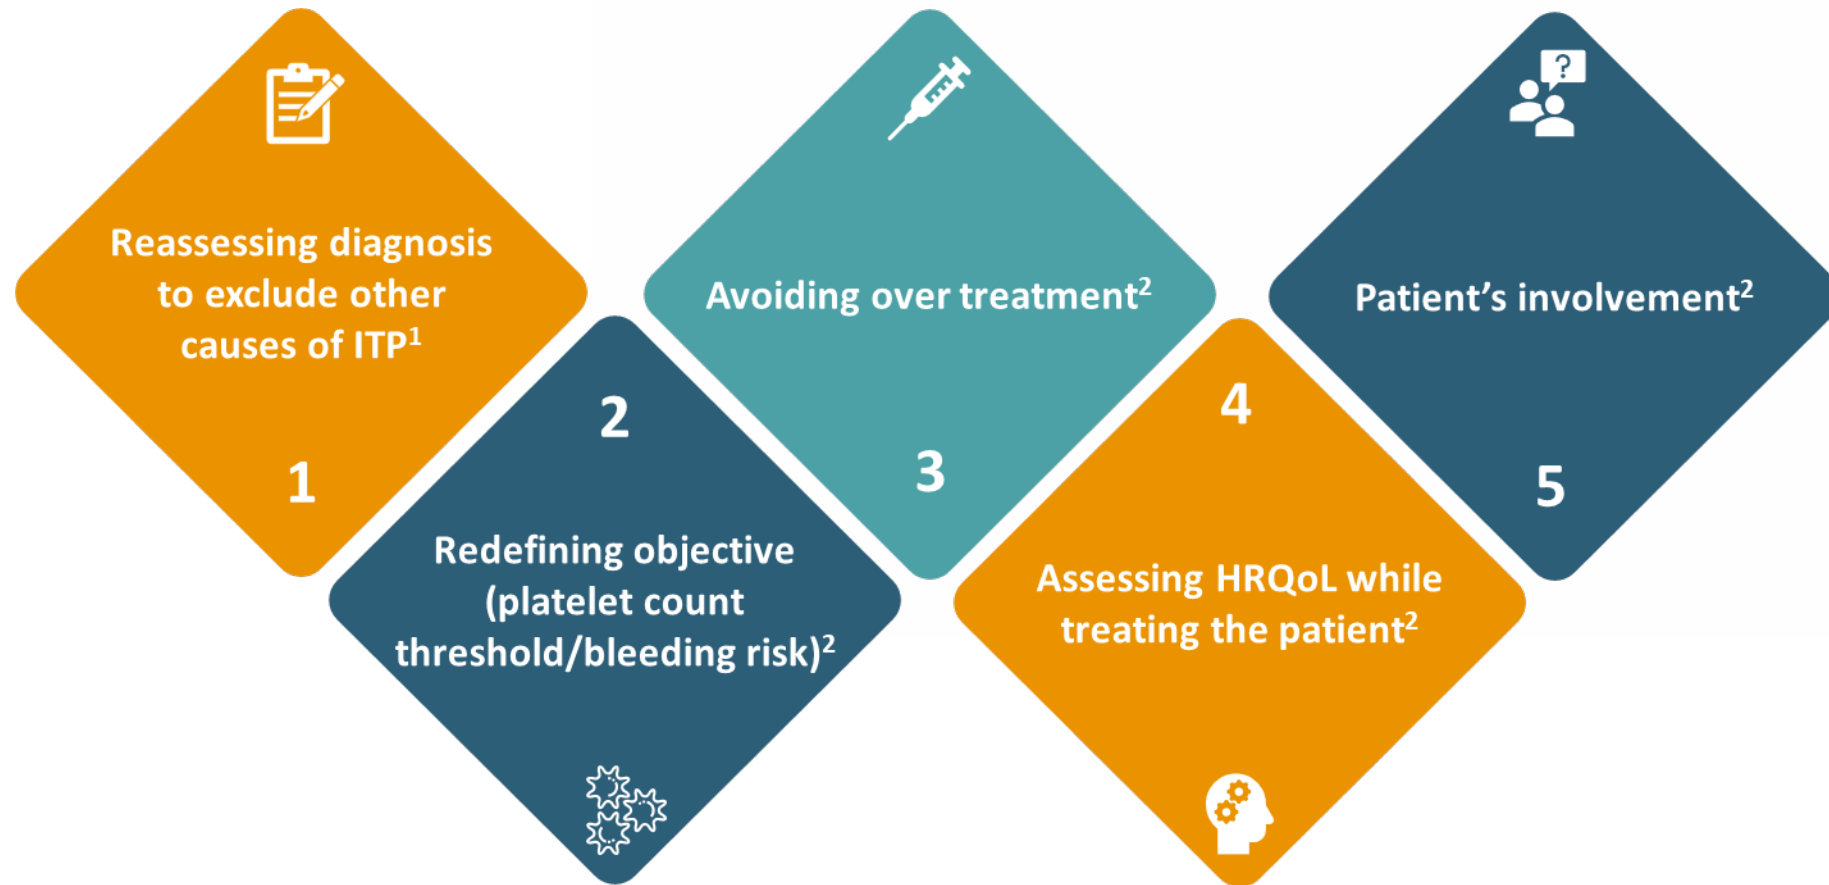 Reassessing diagnosis
to exclude other
causes of ITP¹
1
2
Redefining objective
(platelet count
threshold/bleeding risk)²
Avoiding over treatment²
3
4
Assessing HRQoL while
treating the patient²
?
Patient’s involvement²
5